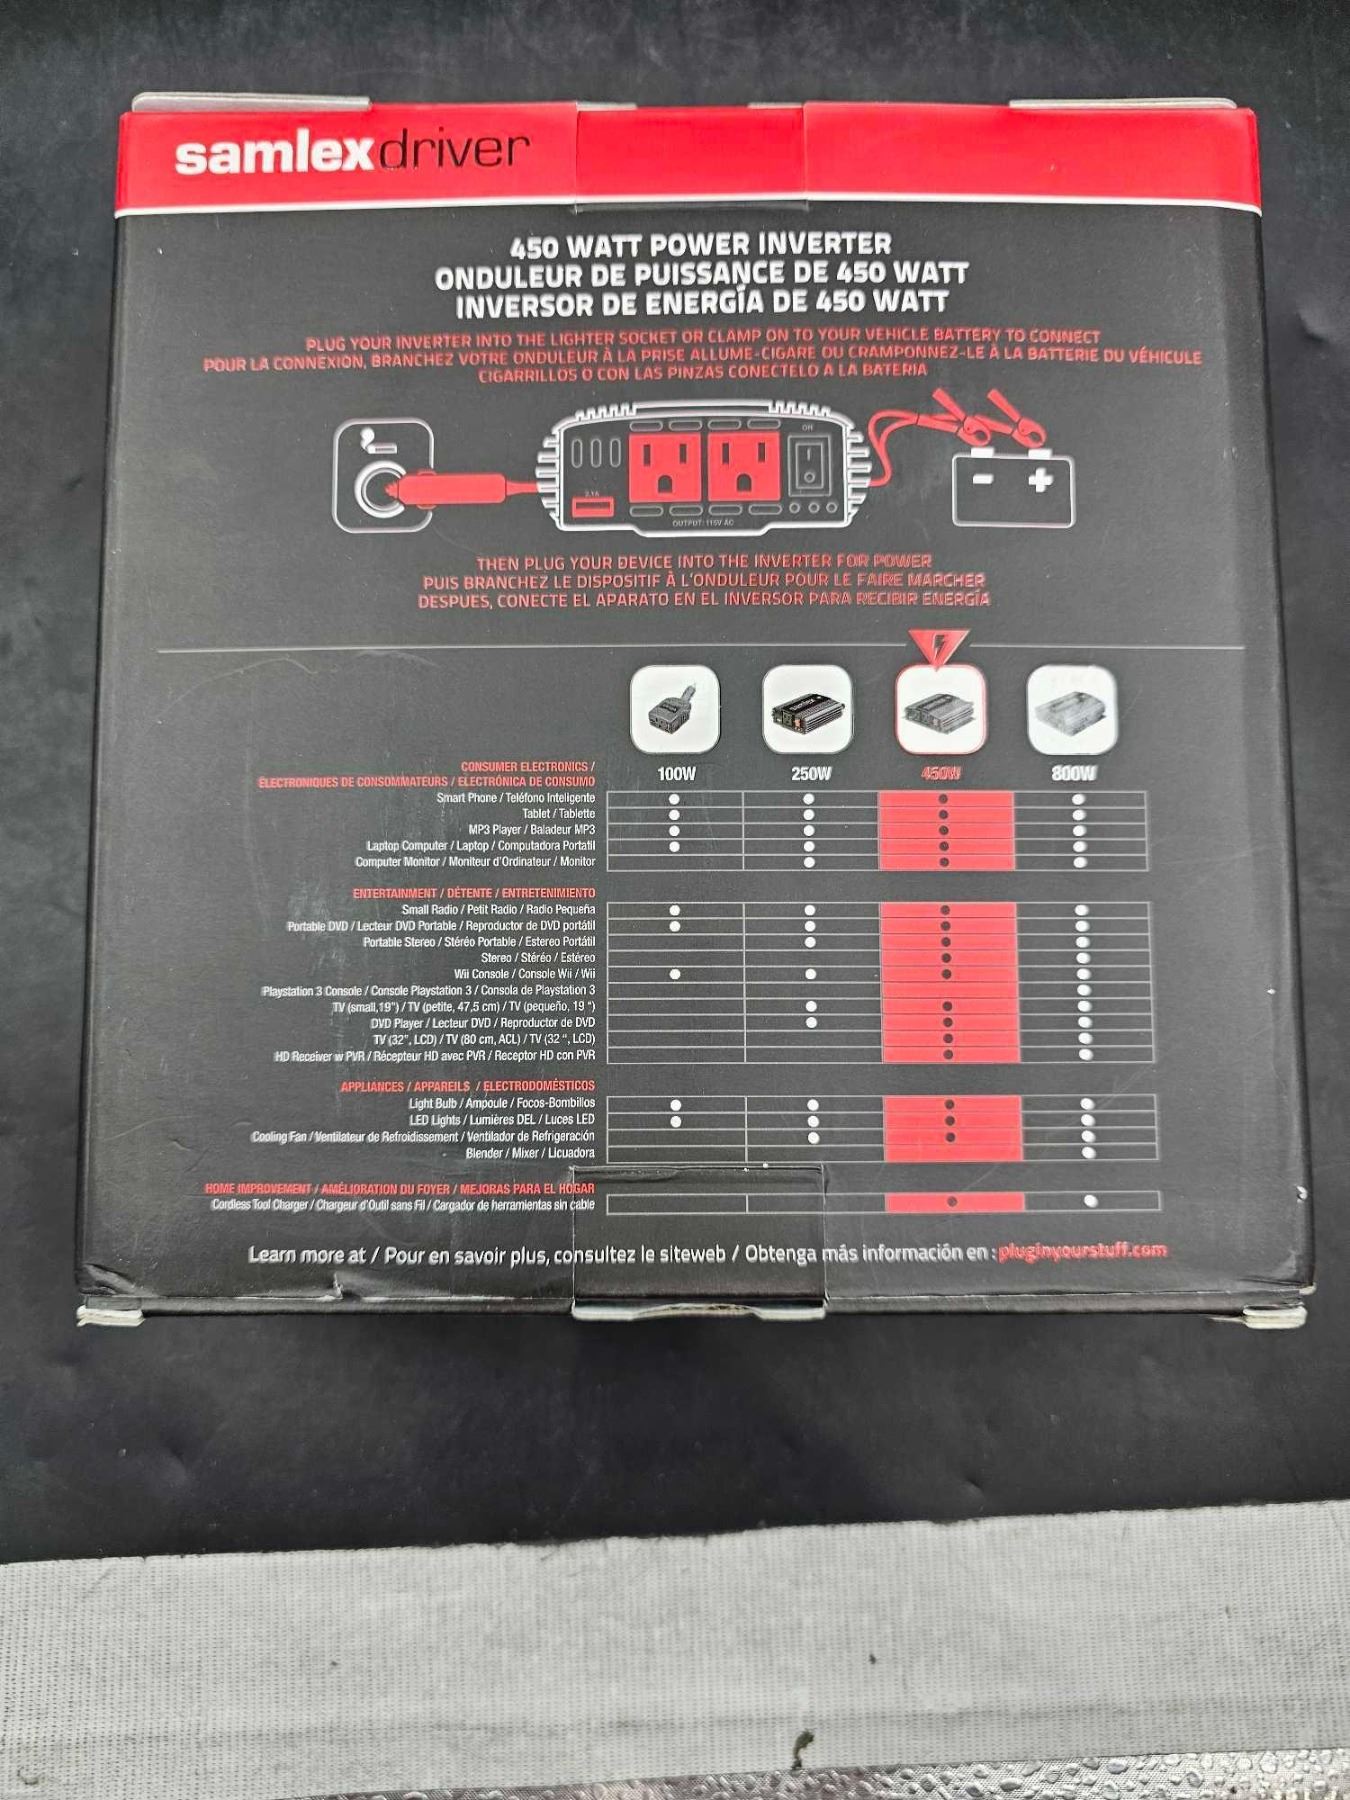 samlexdriver
450 WATT POWER INVERTER
ONDULEUR DE PUISSANCE DE 450 WATT
INVERSOR DE ENERGÍA DE 450 WATT
PLUG YOUR INVERTER INTO THE LIGHTER SOCKET OR CLAMP ON TO YOUR VEHICLE BATTERY TO CONNECT
POUR LA CONNEXION, BRANCHEZ VOTRE ONDULEUR À LA PRISE ALLUME-CIGARE OU CRAMPONNEZ-LE À LA BATTERIE DU VÉHICULE
CIGARRILLOS O CON LAS PINZAS CONECTELO A LA BATERIA
2.1A
OUTPUT: 115V AC
- +
THEN PLUG YOUR DEVICE INTO THE INVERTER FOR POWER
PUIS BRANCHEZ LE DISPOSITIF À L'ONDULEUR POUR LE FAIRE MARCHER
DESPUES, CONECTE EL APARATO EN EL INVERSOR PARA RECIBIR ENERGÍA
100W 250W 450W 800W
CONSUMER ELECTRONICS /
ÉLECTRONIQUES DE CONSOMMATEURS / ELECTRÓNICA DE CONSUMO
Smart Phone / Teléfono Inteligente
Tablet / Tablette
MP3 Player / Baladeur MP3
Laptop Computer / Laptop / Computadora Portatil
Computer Monitor / Moniteur d'Ordinateur / Monitor
ENTERTAINMENT / DÉTENTE / ENTRETENIMIENTO
Small Radio / Petit Radio / Radio Pequeña
Portable DVD / Lecteur DVD Portable / Reproductor de DVD portátil
Portable Stereo / Stéréo Portable / Estereo Portátil
Stereo / Stéréo / Estéreo
Wii Console / Console Wii / Wii
Playstation 3 Console / Console Playstation 3 / Consola de Playstation 3
TV (small,19") / TV (petite, 47,5 cm) / TV (pequeño, 19 ")
DVD Player / Lecteur DVD / Reproductor de DVD
TV (32", LCD) / TV (80 cm, ACL) / TV (32 ", LCD)
HD Receiver w PVR / Récepteur HD avec PVR / Receptor HD con PVR
APPLIANCES / APPAREILS / ELECTRODOMÉSTICOS
Light Bulb / Ampoule / Focos-Bombillos
LED Lights / Lumières DEL / Luces LED
Cooling Fan / Ventilateur de Refroidissement / Ventilador de Refrigeración
Blender / Mixer / Licuadora
HOME IMPROVEMENT / AMÉLIORATION DU FOYER / MEJORAS PARA EL HOGAR
Cordless Tool Charger / Chargeur d'Outil sans Fil / Cargador de herramientas sin cable
Learn more at / Pour en savoir plus, consultez le siteweb / Obtenga más información en : pluginyourstuff.com